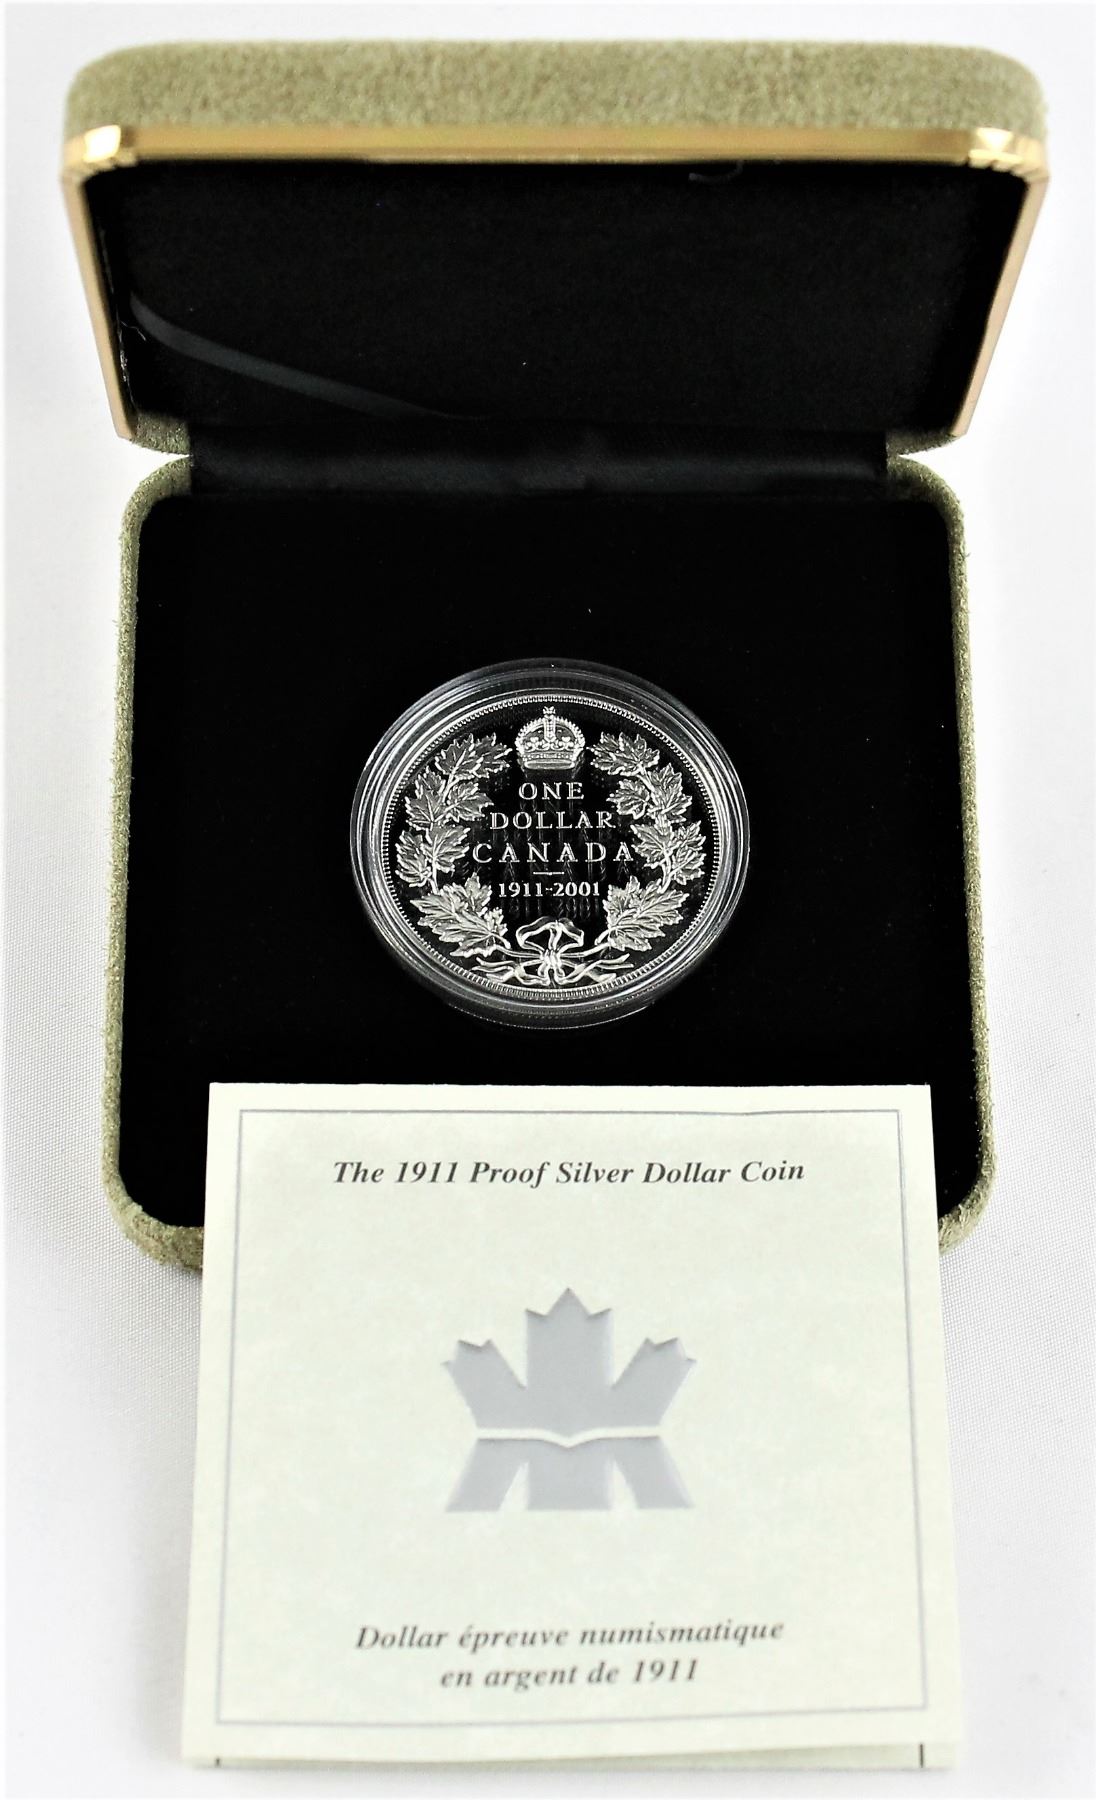 ONE
DOLLAR
CANADA
1911-2001
The 1911 Proof Silver Dollar Coin
Dollar épreuve numismatique
en argent de 1911